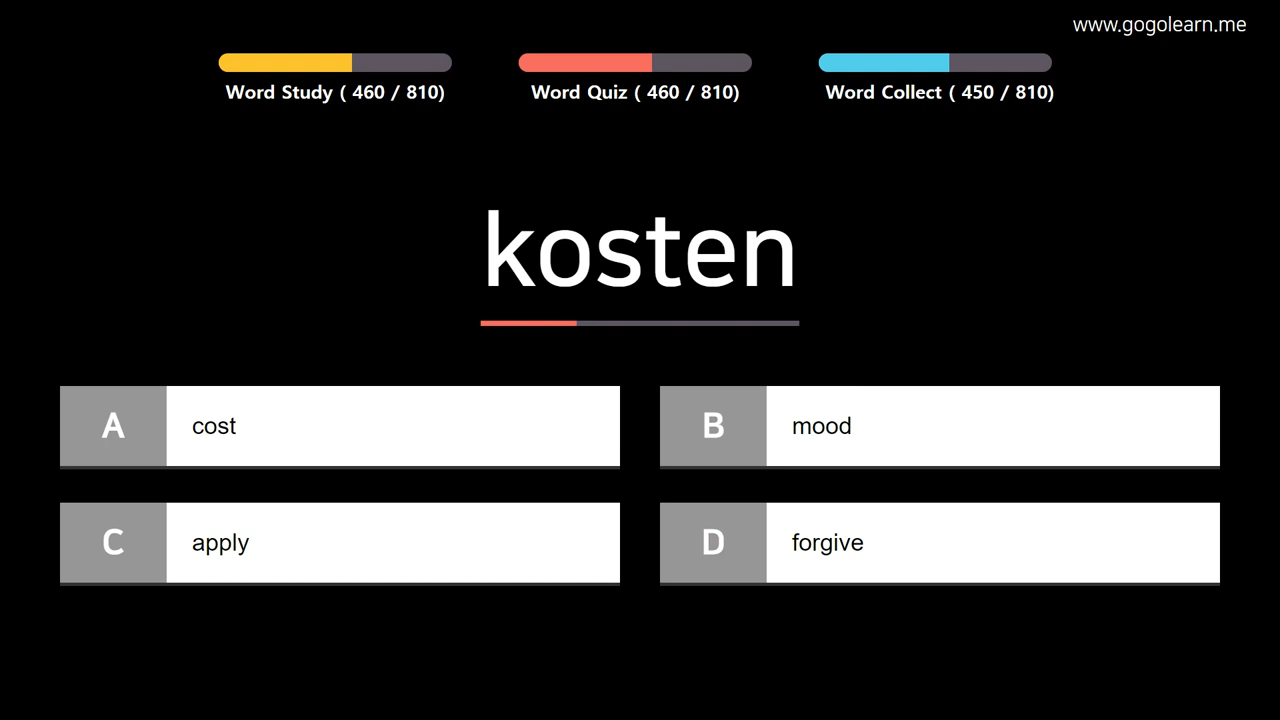 www.gogolearn.me
Word Study ( 460 / 810)
Word Quiz ( 460 / 810)
Word Collect ( 450 / 810)
kosten
A cost
B mood
C apply
D forgive